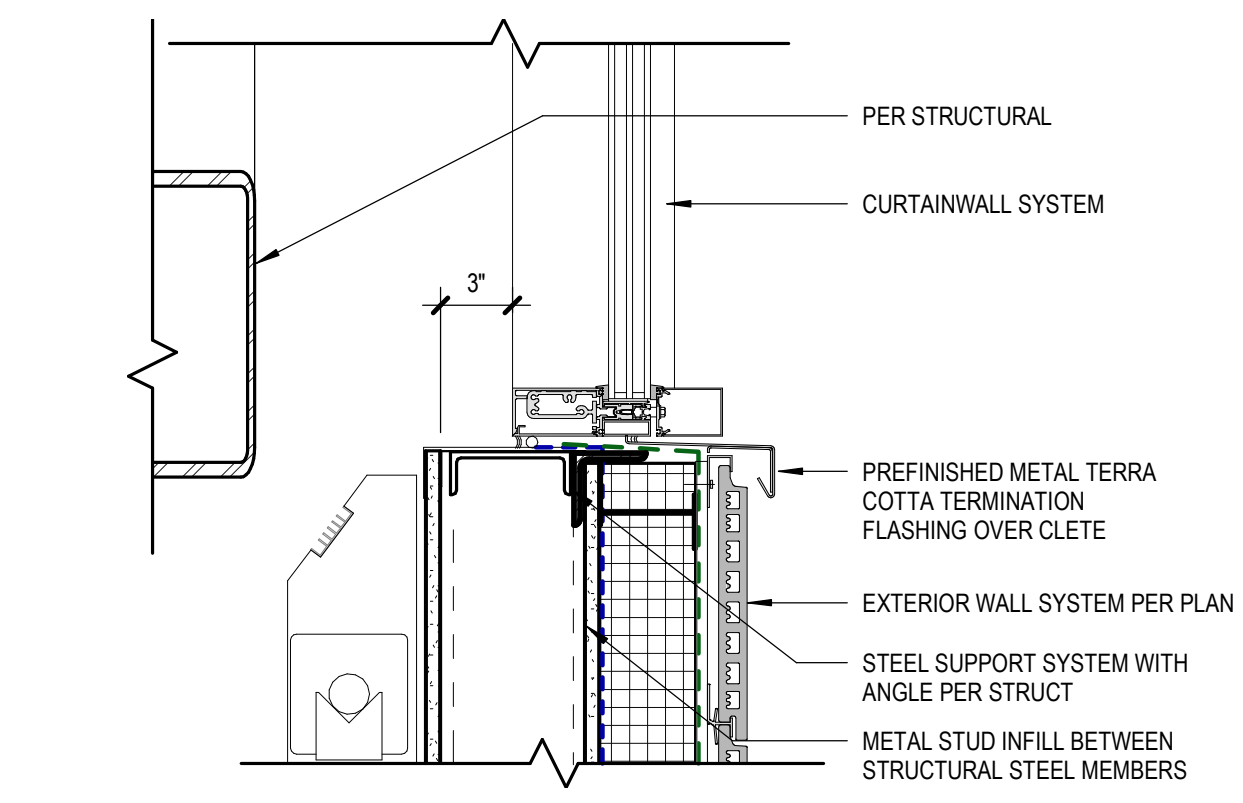 PER STRUCTURAL
CURTAINWALL SYSTEM
3"
PREFINISHED METAL TERRA
COTTA TERMINATION
FLASHING OVER CLETE
EXTERIOR WALL SYSTEM PER PLAN
STEEL SUPPORT SYSTEM WITH
ANGLE PER STRUCT
METAL STUD INFILL BETWEEN
STRUCTURAL STEEL MEMBERS